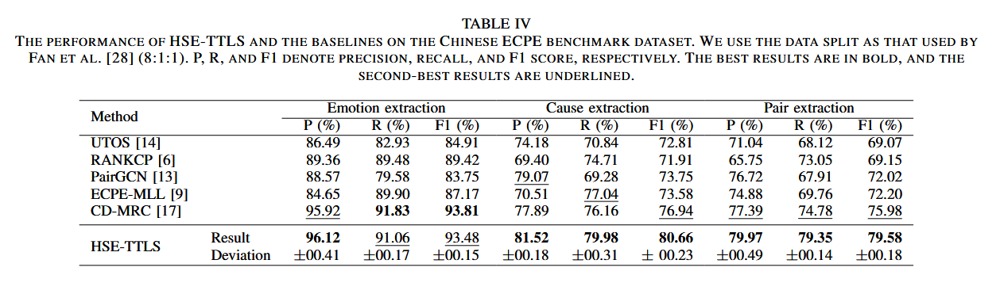 TABLE IV
THE PERFORMANCE OF HSE-TTLS AND THE BASELINES ON THE CHINESE ECPE BENCHMARK DATASET. WE USE THE DATA SPLIT AS THAT USED BY
FAN ET AL. [28] (8:1:1). P, R, AND F1 DENOTE PRECISION, RECALL, AND F1 SCORE, RESPECTIVELY. THE BEST RESULTS ARE IN BOLD, AND THE
SECOND-BEST RESULTS ARE UNDERLINED.
Method Emotion extraction Cause extraction Pair extraction
P (%) R (%) F1 (%) P (%) R (%) F1 (%) P (%) R (%) F1 (%)
UTOS [14] 86.49 82.93 84.91 74.18 70.84 72.81 71.04 68.12 69.07
RANKCP [6] 89.36 89.48 89.42 69.40 74.71 71.91 65.75 73.05 69.15
PairGCN [13] 88.57 79.58 83.75 79.07 69.28 73.75 76.72 67.91 72.02
ECPE-MLL [9] 84.65 89.90 87.17 70.51 77.04 73.58 74.88 69.76 72.20
CD-MRC [17] 95.92 91.83 93.81 77.89 76.16 76.94 77.39 74.78 75.98
HSE-TTLS Result 96.12 91.06 93.48 81.52 79.98 80.66 79.97 79.35 79.58
Deviation ±00.41 ±00.17 ±00.15 ±00.18 ±00.31 ± 00.23 ±00.49 ±00.14 ±00.18